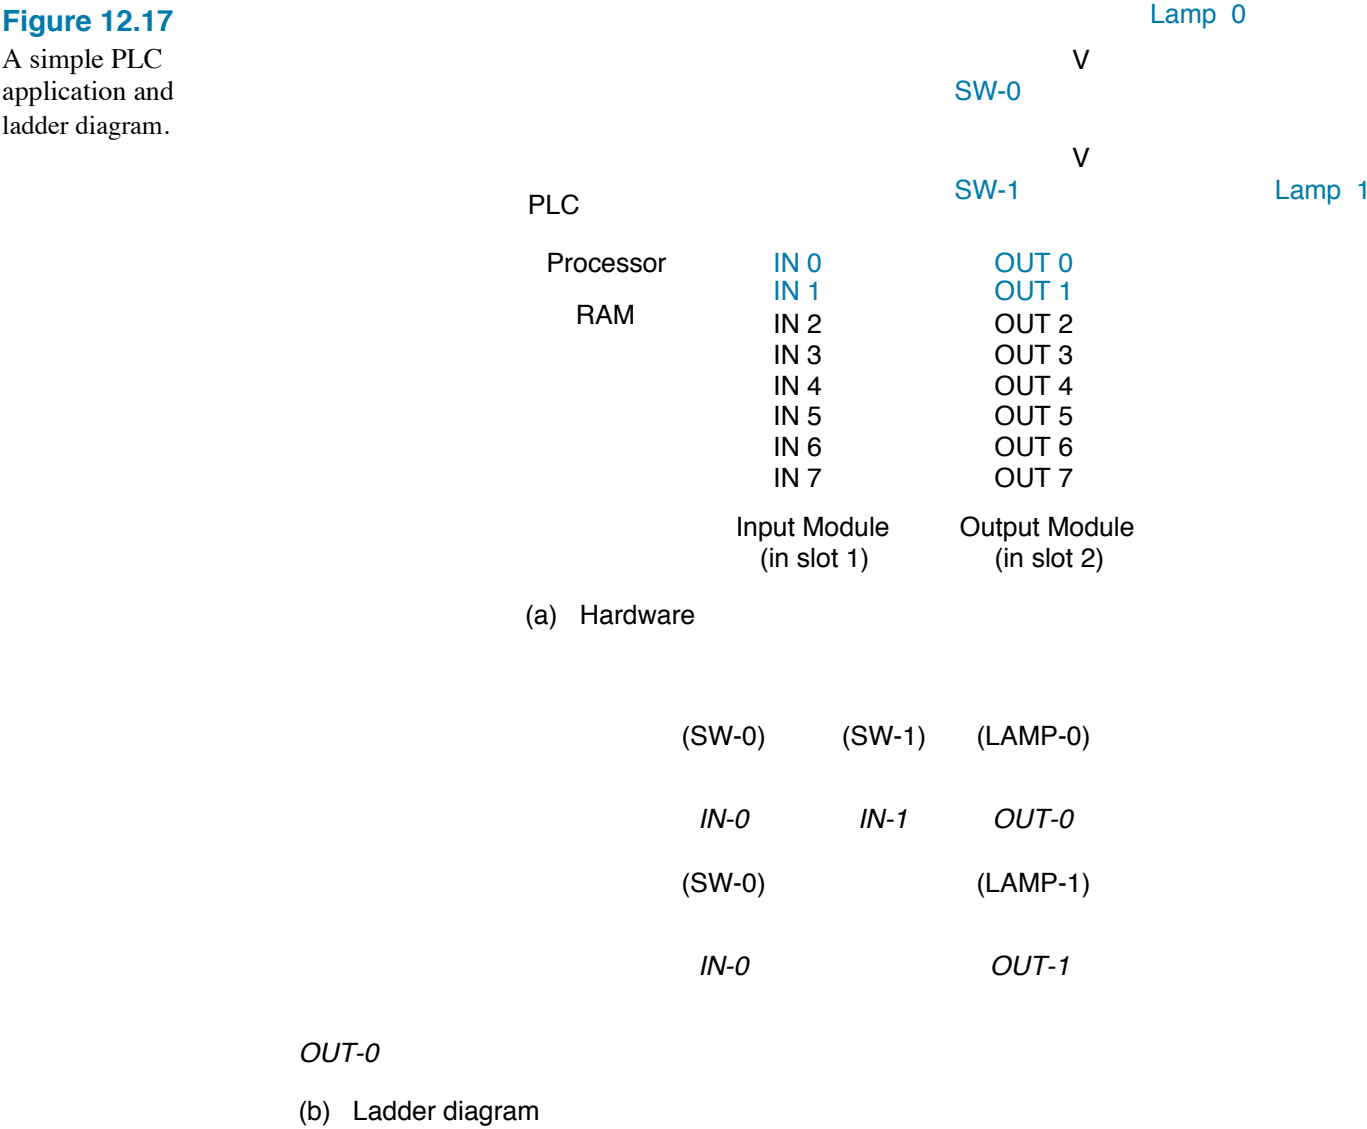 Figure 12.17
A simple PLC
application and
ladder diagram.
Lamp 0
V
SW-0
V
SW-1 Lamp 1
PLC
Processor IN 0 OUT 0
IN 1 OUT 1
RAM
IN 2 OUT 2
IN 3 OUT 3
IN 4 OUT 4
IN 5 OUT 5
IN 6 OUT 6
IN 7 OUT 7
Input Module Output Module
(in slot 1) (in slot 2)
(a) Hardware
(SW-0) (SW-1) (LAMP-0)
IN-0 IN-1 OUT-0
(SW-0) (LAMP-1)
IN-0 OUT-1
OUT-0
(b) Ladder diagram